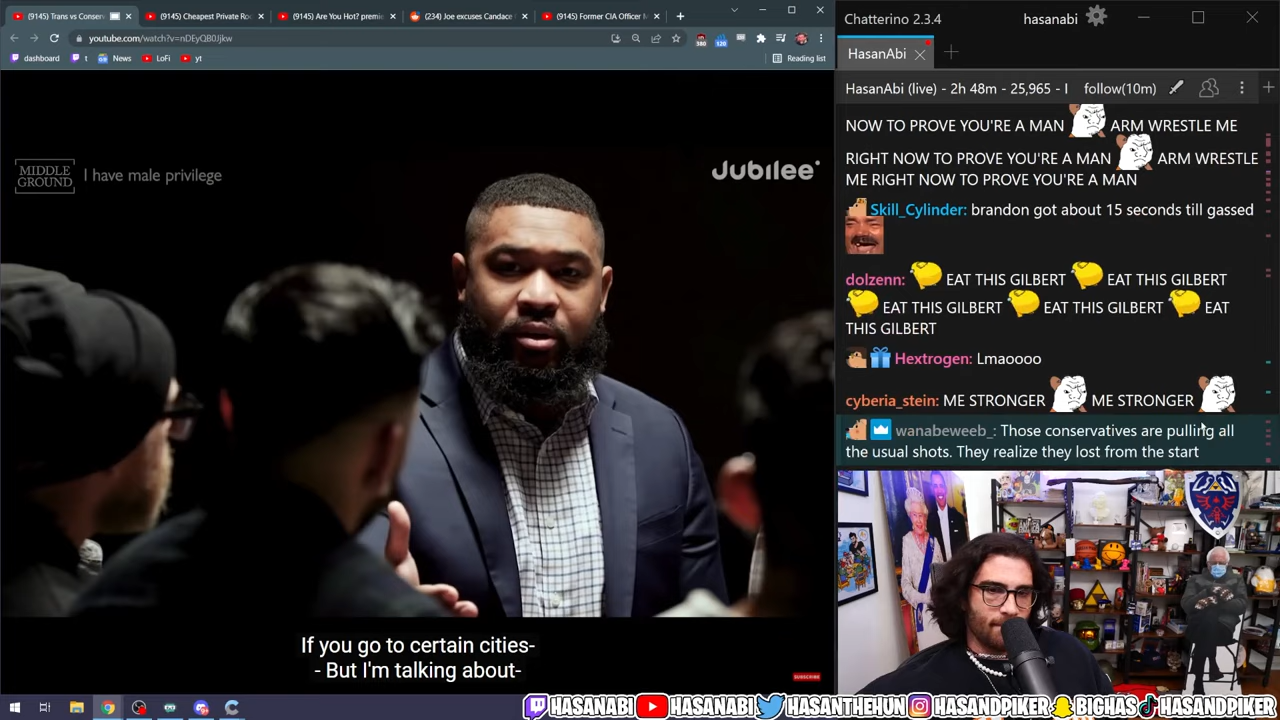 (9145) Trans vs Conserv
(9145) Cheapest Private Roo
(9145) Are You Hot? premie
(234) Joe excuses Candace
(9145) Former CIA Officer M
youtube.com/watch?v=nDEyQB0Jjkw
380
120
dashboard
t
News
LoFi
yt
Reading list
MIDDLE
GROUND
I have male privilege
Jubilee
If you go to certain cities-
- But I'm talking about-
SUBSCRIBE
Chatterino 2.3.4
hasanabi
HasanAbi
HasanAbi (live) - 2h 48m - 25,965 - I
follow(10m)
NOW TO PROVE YOU'RE A MAN ARM WRESTLE ME
RIGHT NOW TO PROVE YOU'RE A MAN ARM WRESTLE
ME RIGHT NOW TO PROVE YOU'RE A MAN
Skill_Cylinder: brandon got about 15 seconds till gassed
dolzenn: EAT THIS GILBERT EAT THIS GILBERT
EAT THIS GILBERT EAT THIS GILBERT EAT
THIS GILBERT
Hextrogen: Lmaoooo
cyberia_stein: ME STRONGER ME STRONGER
wanabeweeb_: Those conservatives are pulling all
the usual shots. They realize they lost from the start
HASANABI HASANABI HASANTHEHUN HASANDPIKER BIGHAS HASANDPIKER